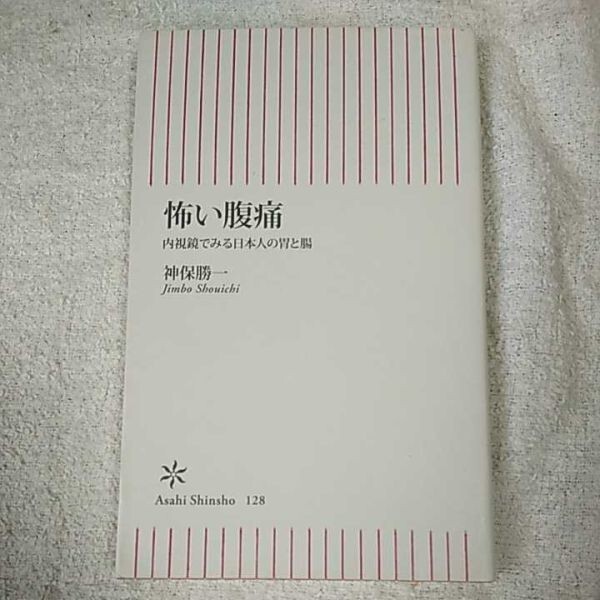 怖い腹痛
内視鏡でみる日本人の胃と腸
神保勝一
Jimbo Shouichi
Asahi Shinsho 128